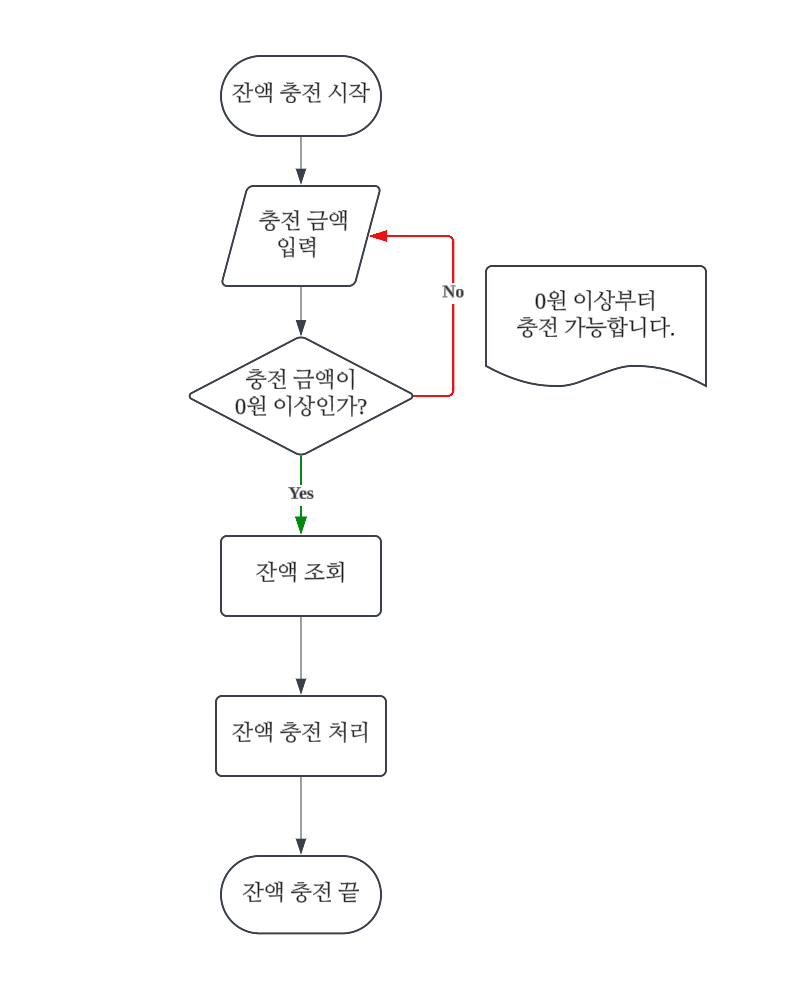 잔액 충전 시작
충전 금액
입력
No
0원 이상부터
충전 가능합니다.
충전 금액이
0원 이상인가?
Yes
잔액 조회
잔액 충전 처리
잔액 충전 끝